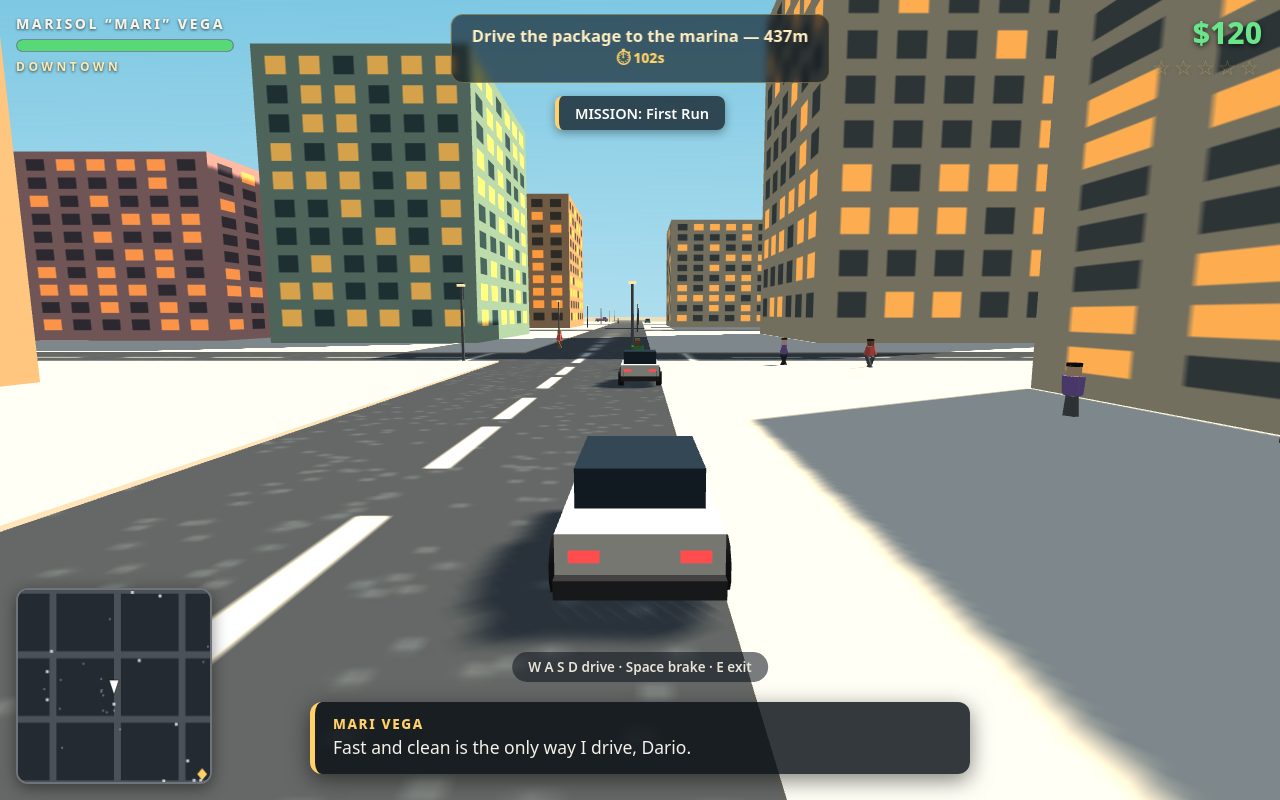 MARISOL “MARI” VEGA
DOWNTOWN
Drive the package to the marina — 437m
⏱102s
$120
☆☆☆☆☆
MISSION: First Run
W A S D drive · Space brake · E exit
MARI VEGA
Fast and clean is the only way I drive, Dario.